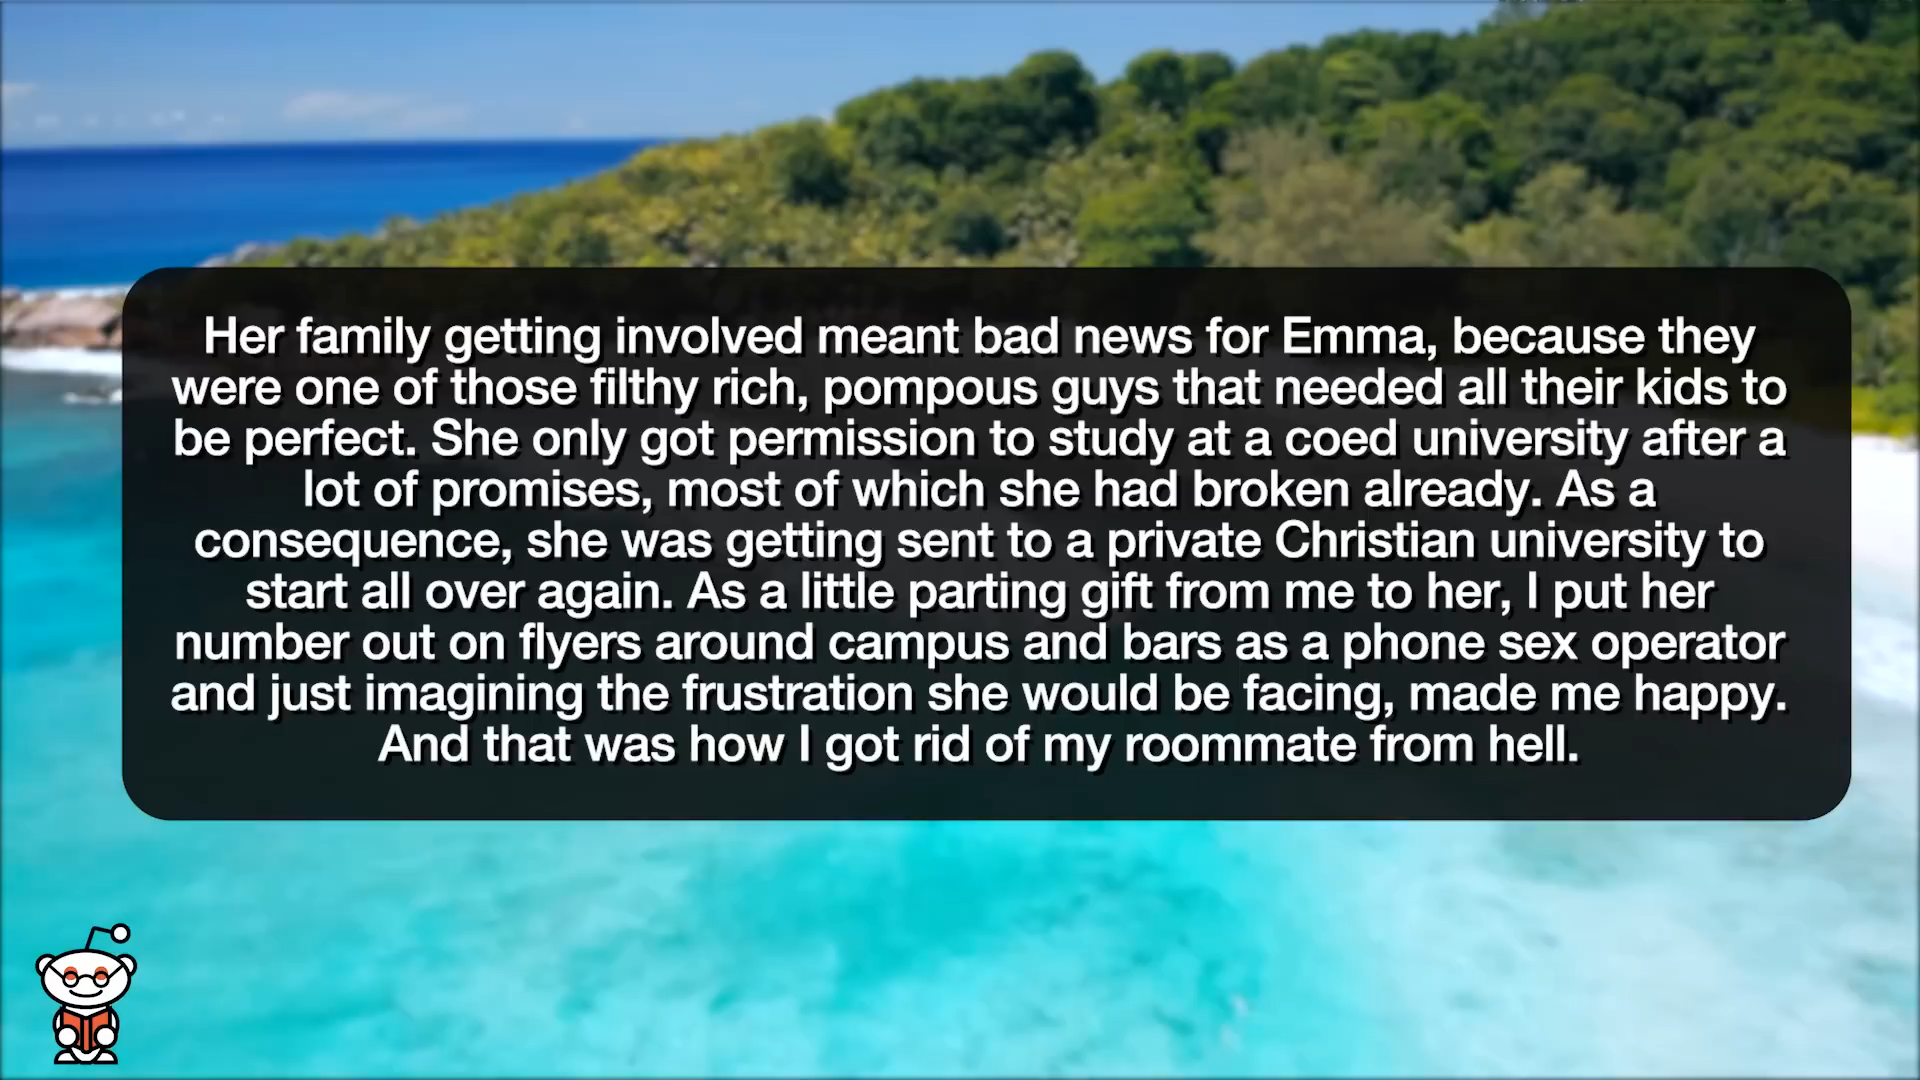 Her family getting involved meant bad news for Emma, because they
were one of those filthy rich, pompous guys that needed all their kids to
be perfect. She only got permission to study at a coed university after a
lot of promises, most of which she had broken already. As a
consequence, she was getting sent to a private Christian university to
start all over again. As a little parting gift from me to her, I put her
number out on flyers around campus and bars as a phone sex operator
and just imagining the frustration she would be facing, made me happy.
And that was how I got rid of my roommate from hell.